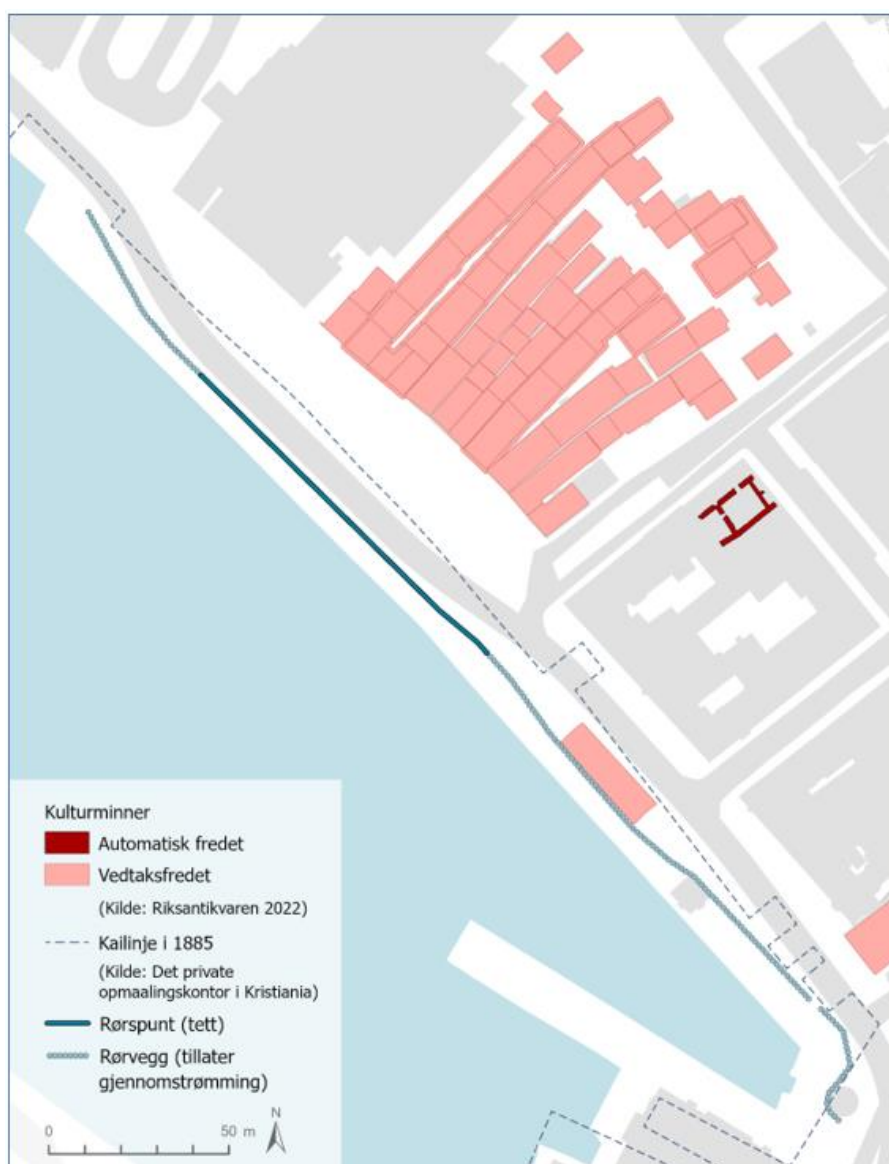 Kulturminner
Automatisk fredet
Vedtaksfredet
(Kilde: Riksantikvaren 2022)
Kailinje i 1885
(Kilde: Det private
opmaalingskontor i Kristiania)
Rørspunt (tett)
Rørvegg (tillater
gjennomstrømming)
N
0 50 m